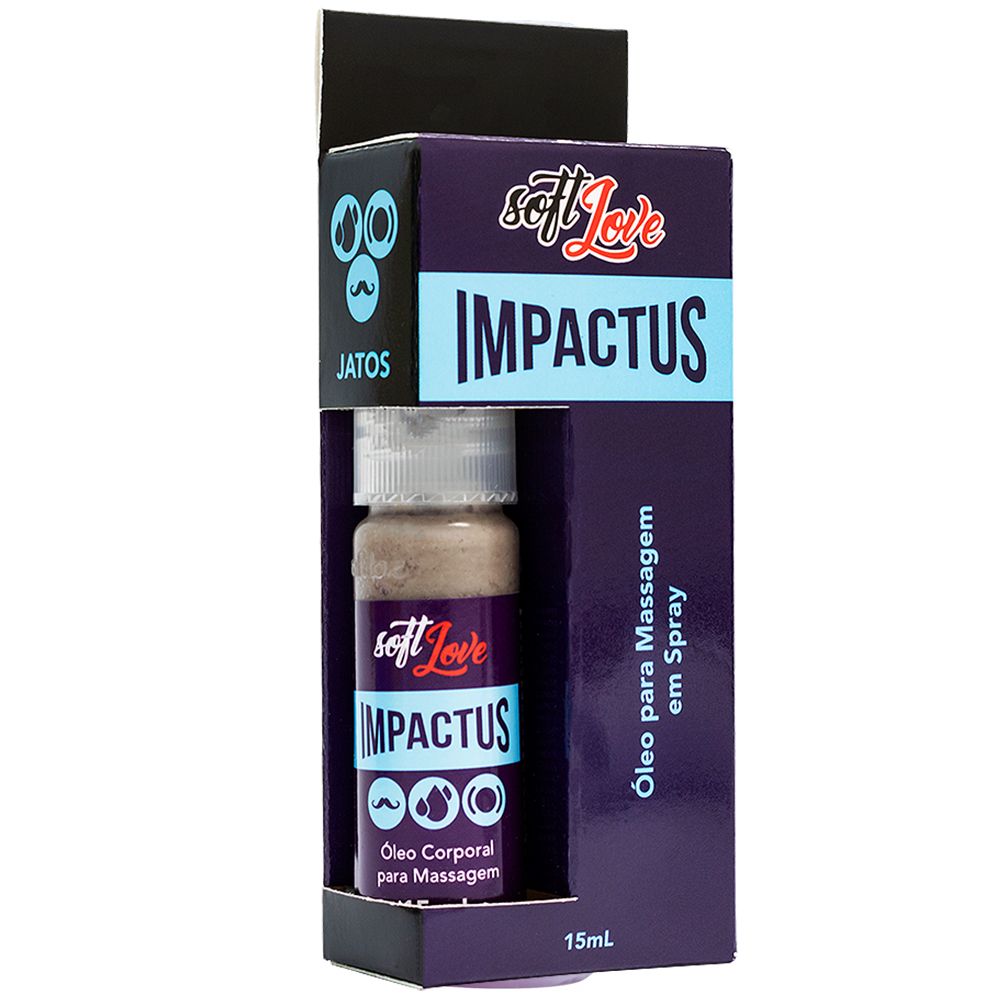 soft Love
IMPACTUS
JATOS
Óleo para Massagem
em Spray
soft Love
IMPACTUS
Óleo Corporal
para Massagem
15mL